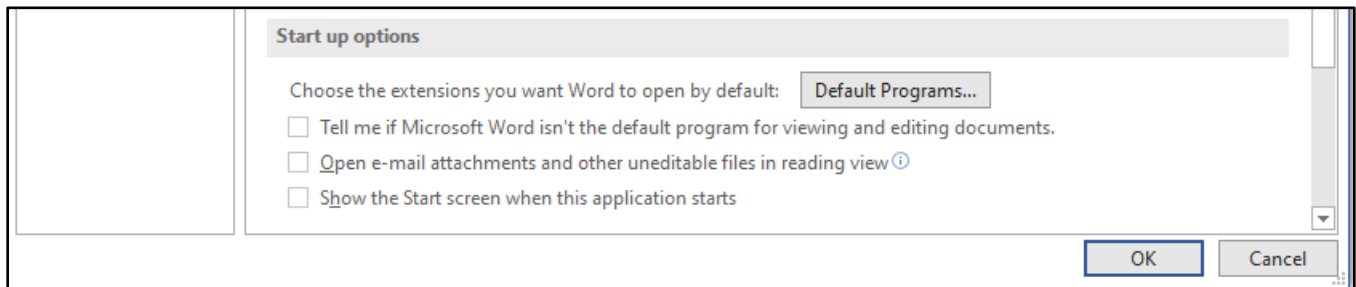 Start up options
Choose the extensions you want Word to open by default: Default Programs...
Tell me if Microsoft Word isn't the default program for viewing and editing documents.
Open e-mail attachments and other uneditable files in reading view
Show the Start screen when this application starts
OK Cancel